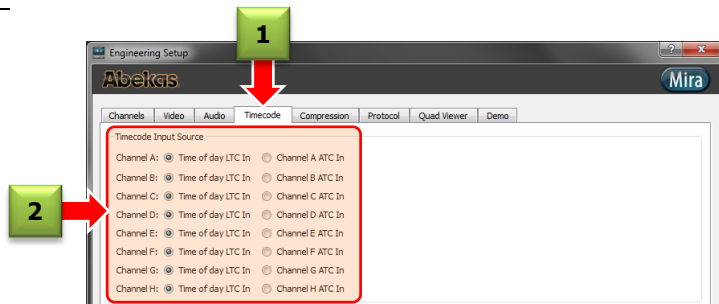 1
Engineering Setup
? X
Abekas
Mira
Channels Video Audio Timecode Compression Protocol Quad Viewer Demo
Timecode Input Source
Channel A: Time of day LTC In Channel A ATC In
Channel B: Time of day LTC In Channel B ATC In
Channel C: Time of day LTC In Channel C ATC In
Channel D: Time of day LTC In Channel D ATC In
Channel E: Time of day LTC In Channel E ATC In
Channel F: Time of day LTC In Channel F ATC In
Channel G: Time of day LTC In Channel G ATC In
Channel H: Time of day LTC In Channel H ATC In
2